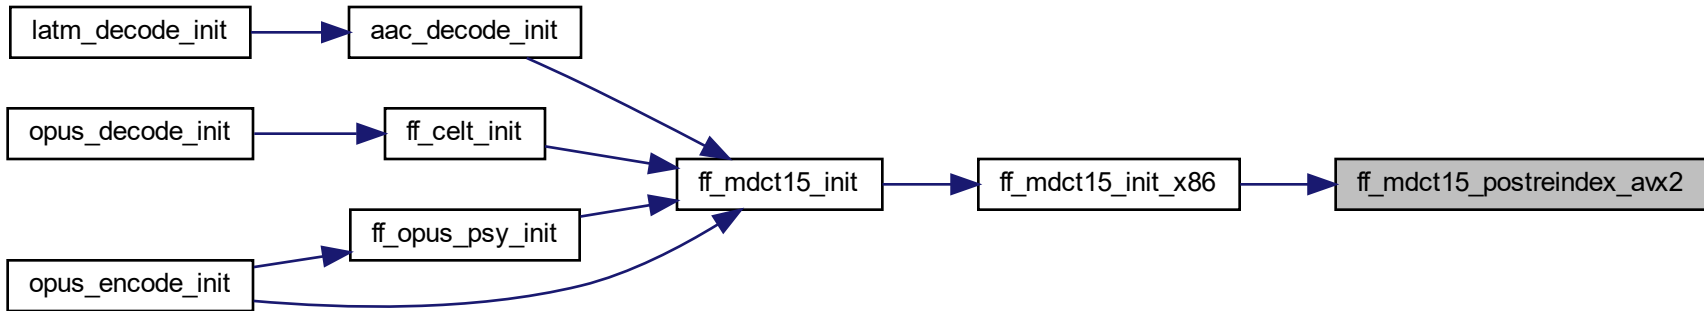 latm_decode_init
aac_decode_init
opus_decode_init
ff_celt_init
ff_mdct15_init
ff_mdct15_init_x86
ff_mdct15_postreindex_avx2
ff_opus_psy_init
opus_encode_init